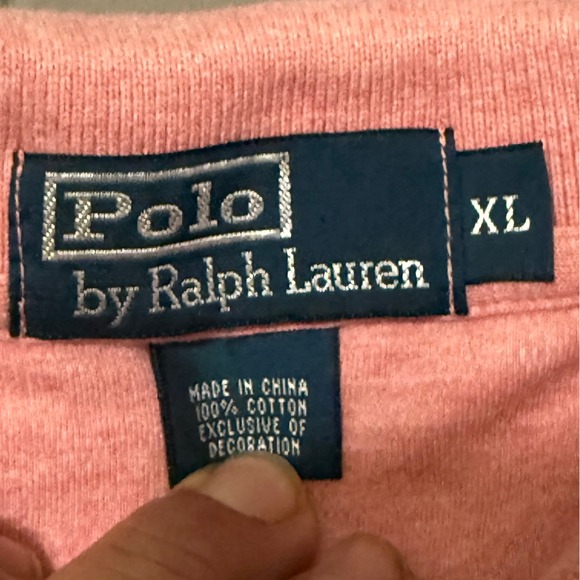 Polo
by Ralph Lauren
XL
MADE IN CHINA
100% COTTON
EXCLUSIVE OF
DECORATION